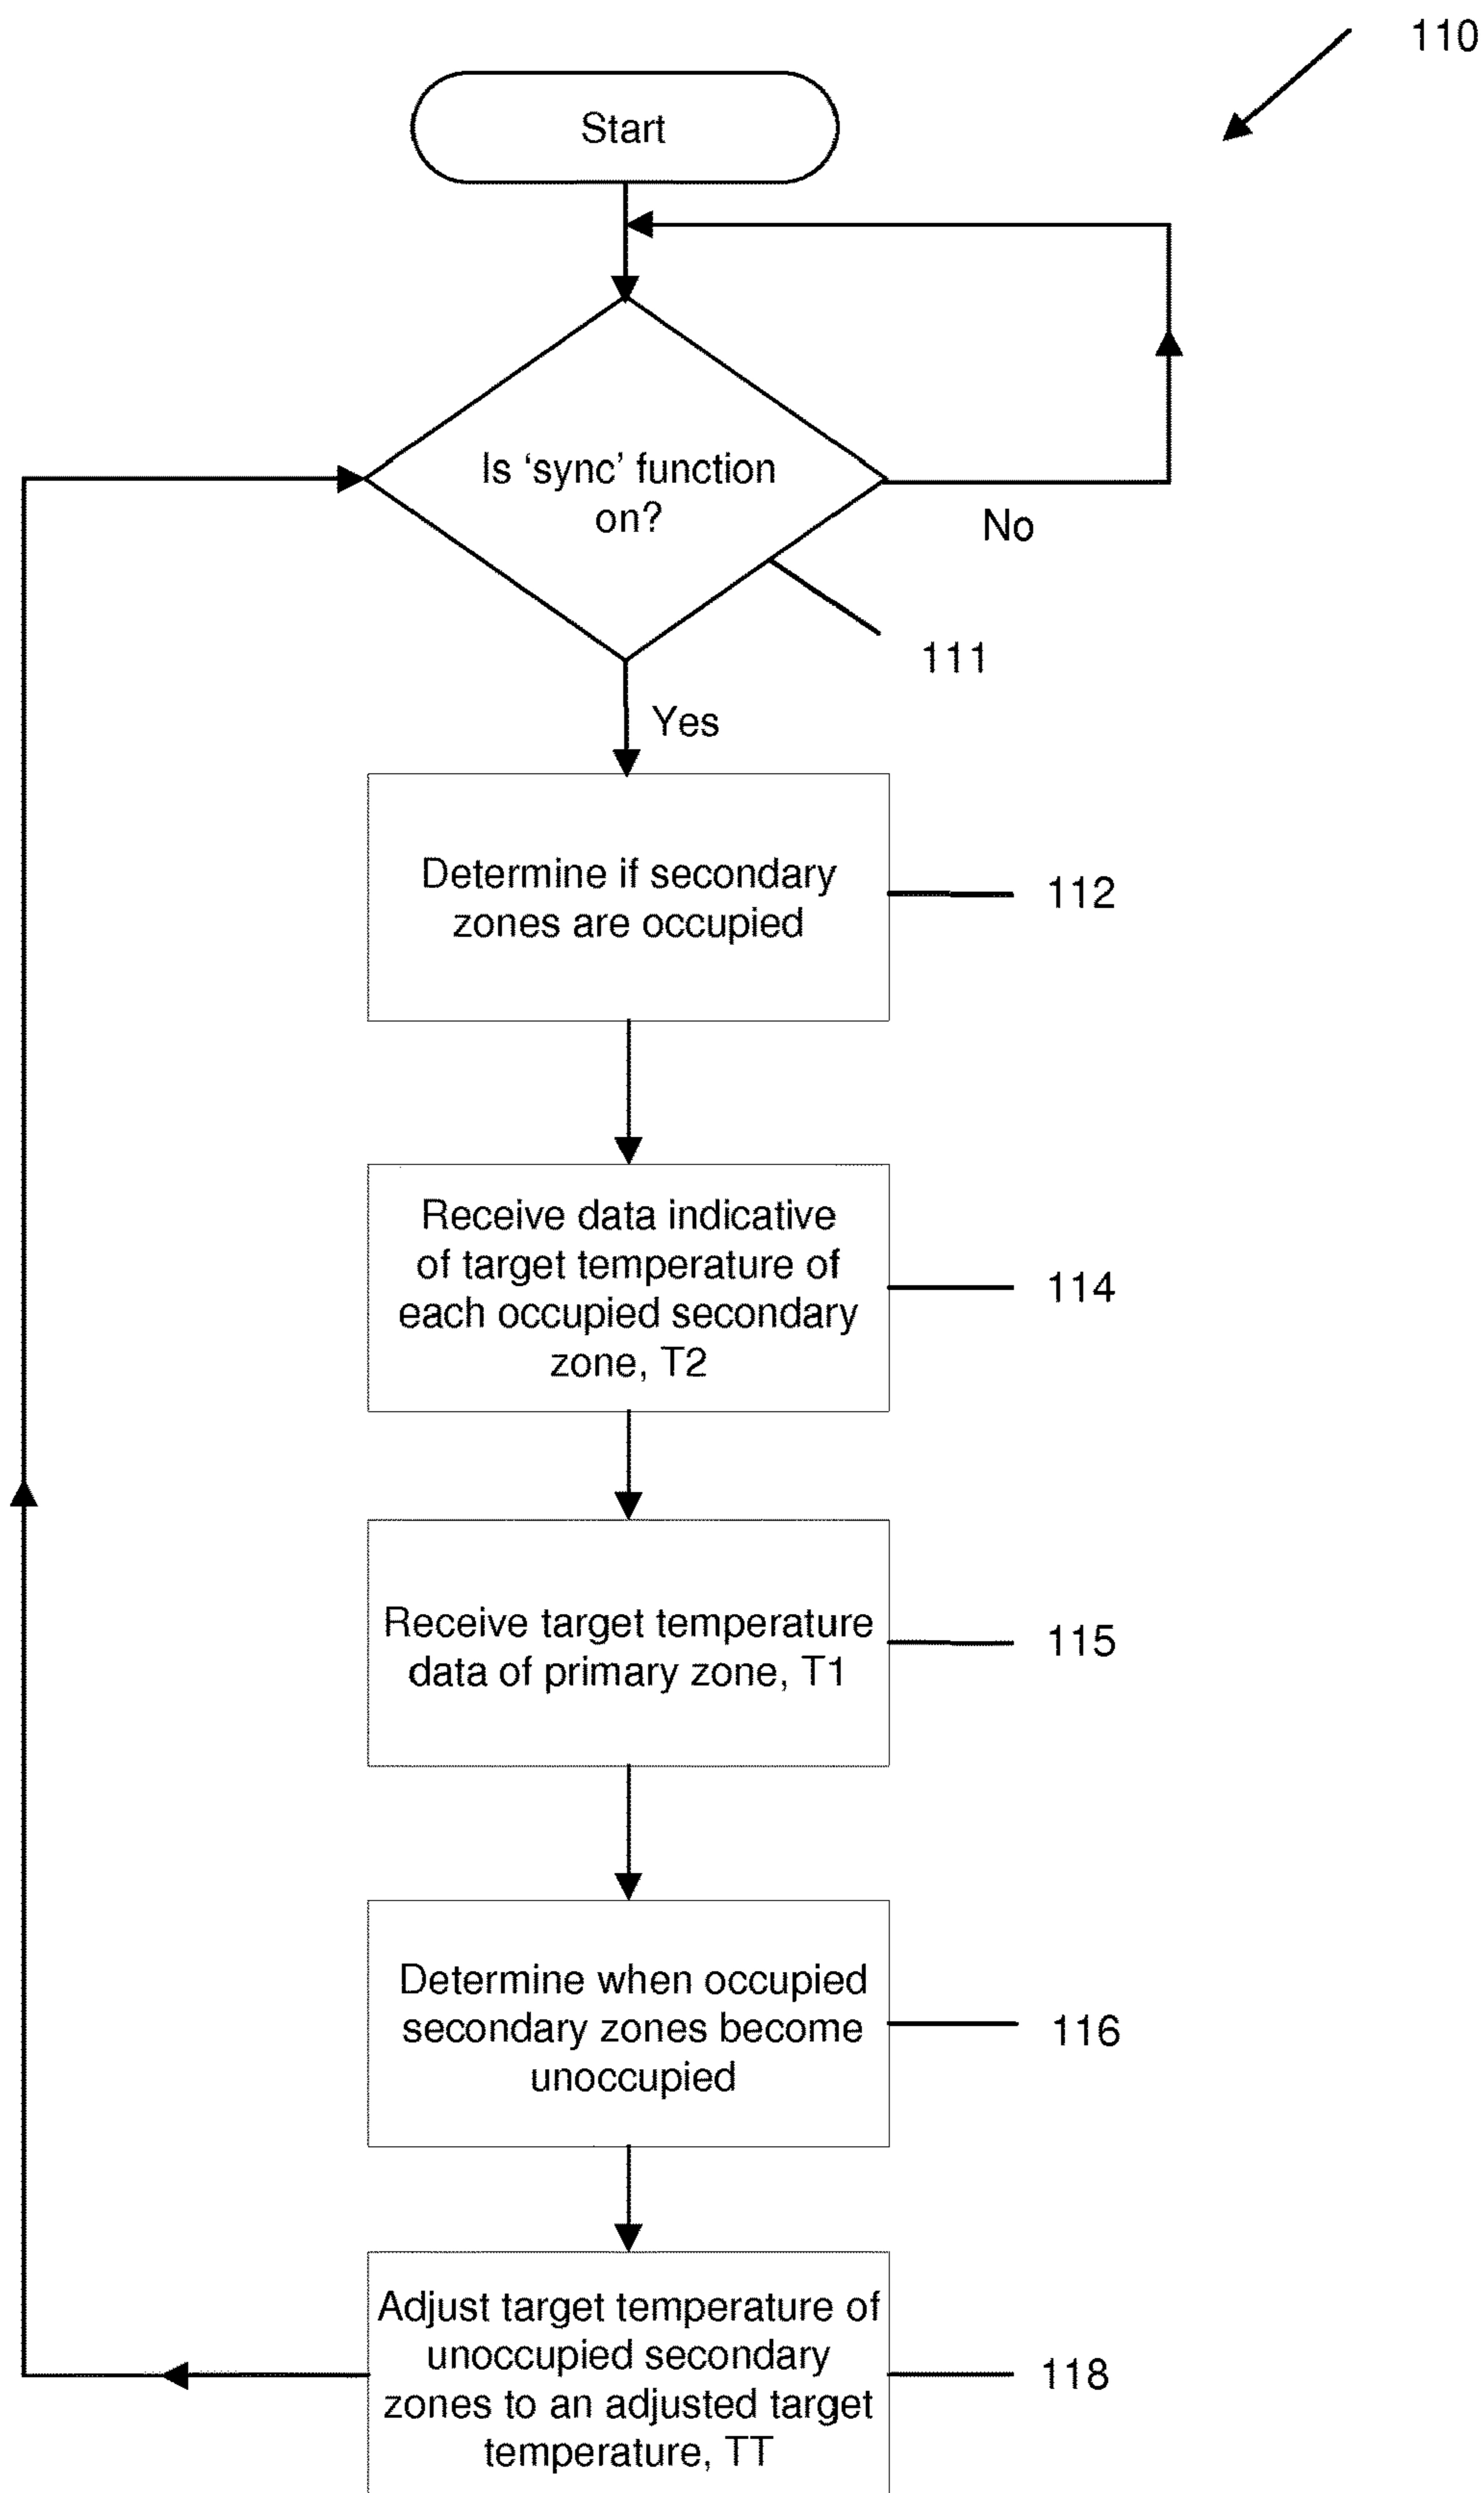 110
Start
Is ‘sync’ function
on?
No
111
Yes
Determine if secondary
zones are occupied
112
Receive data indicative
of target temperature of
each occupied secondary
zone, T2
114
Receive target temperature
data of primary zone, T1
115
Determine when occupied
secondary zones become
unoccupied
116
Adjust target temperature of
unoccupied secondary
zones to an adjusted target
temperature, TT
118